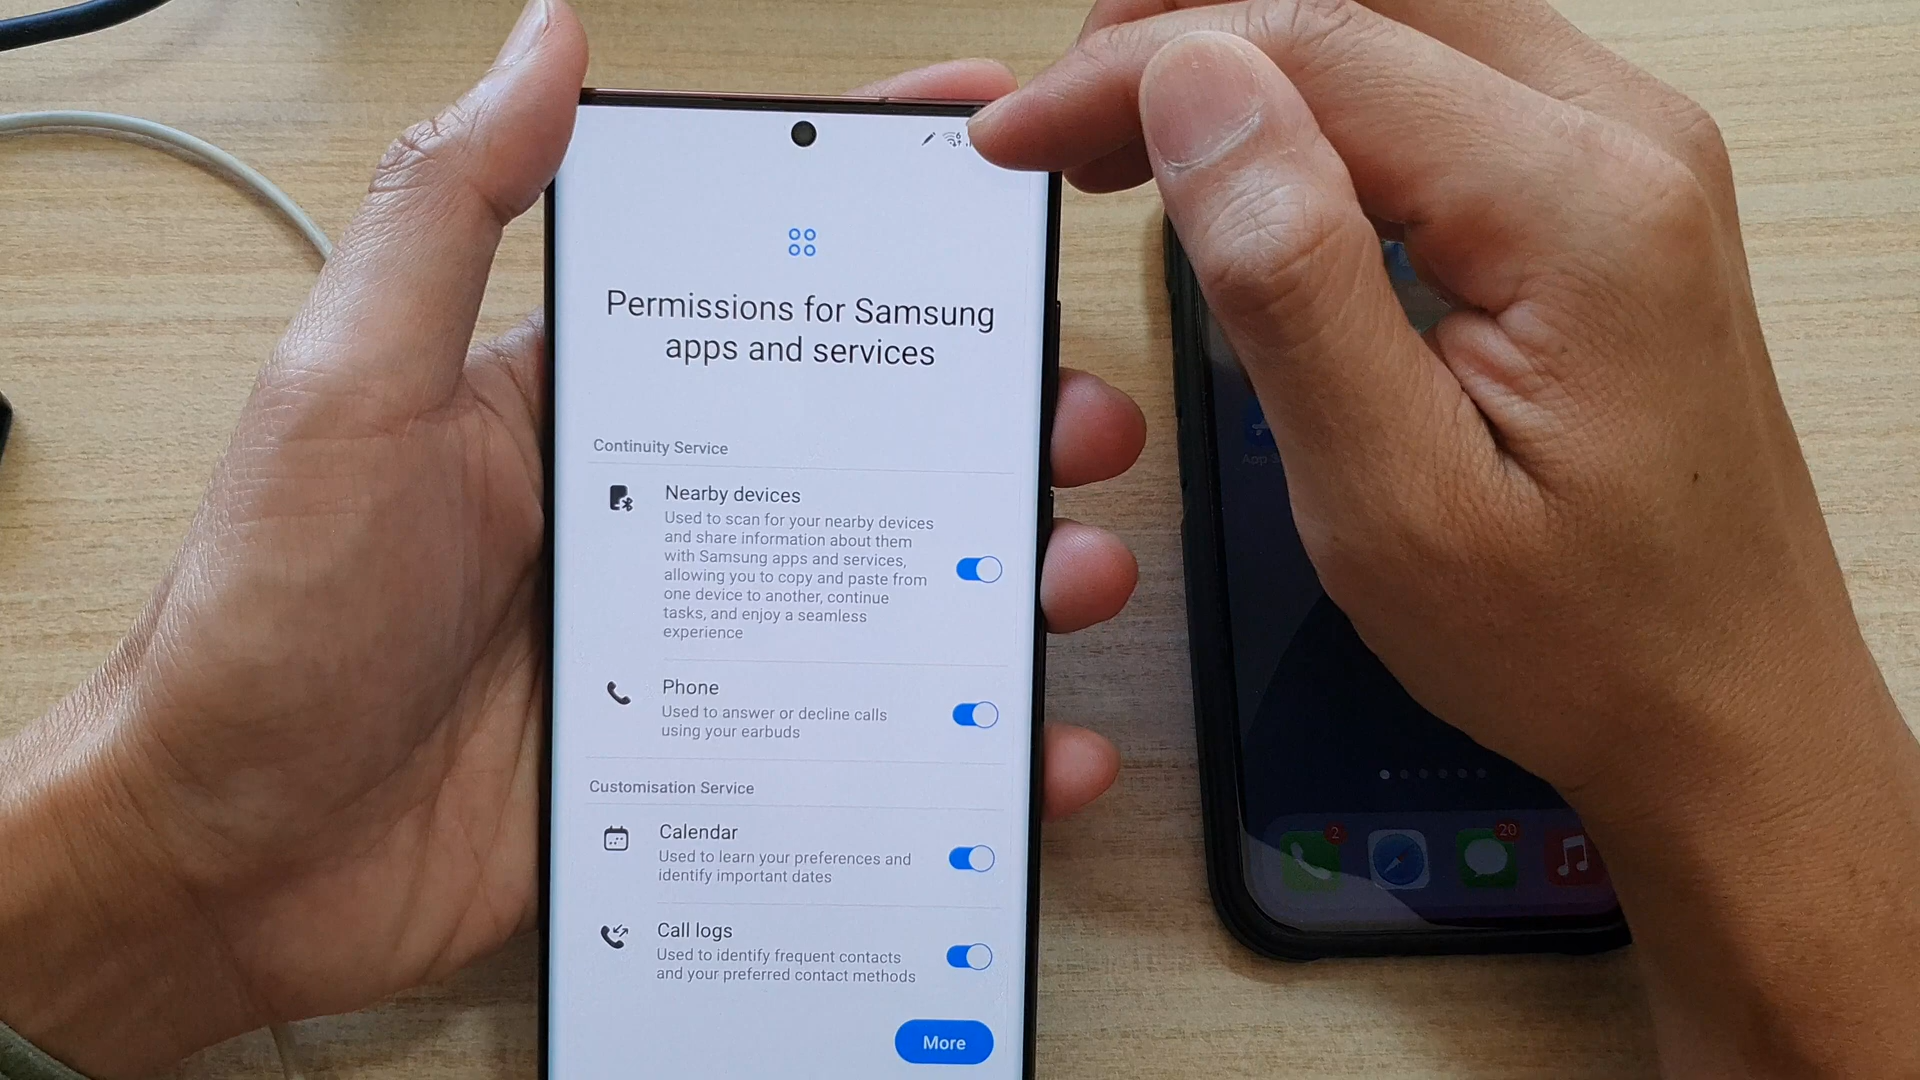 Permissions for Samsung
apps and services
Continuity Service
Nearby devices
Used to scan for your nearby devices
and share information about them
with Samsung apps and services,
allowing you to copy and paste from
one device to another, continue
tasks, and enjoy a seamless
experience
Phone
Used to answer or decline calls
using your earbuds
Customisation Service
Calendar
Used to learn your preferences and
identify important dates
Call logs
Used to identify frequent contacts
and your preferred contact methods
More
App
2
20